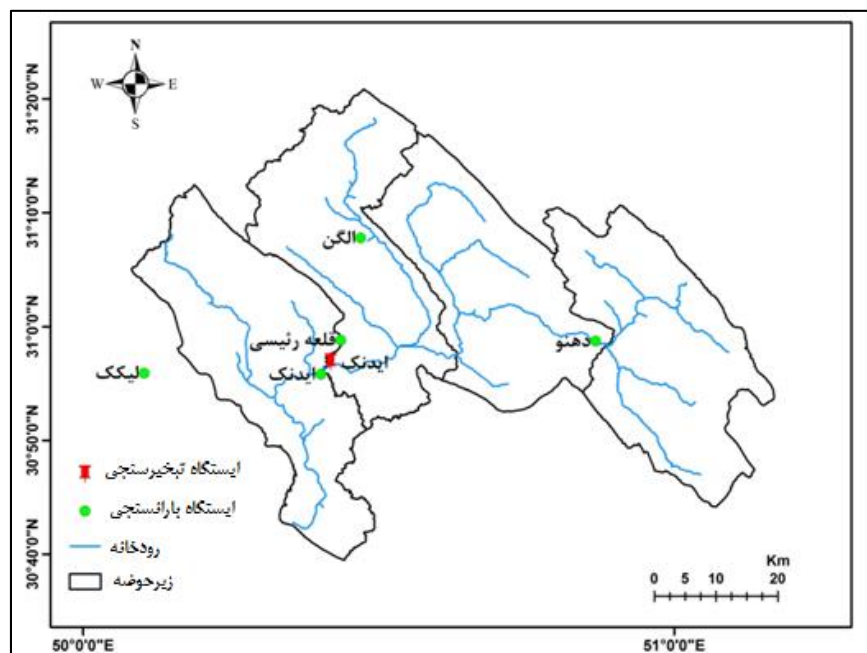 N
W E
S
31°20'0"N
31°10'0"N
31°0'0"N
30°50'0"N
30°40'0"N
الگن
قلعه رئیسی
دهنو
ایدنک
ایدنک
لیکک
ایستگاه تبخیرسنجی
ایستگاه بارانسنجی
رودخانه
زیرحوضه
Km
0 5 10 20
50°0'0"E
51°0'0"E